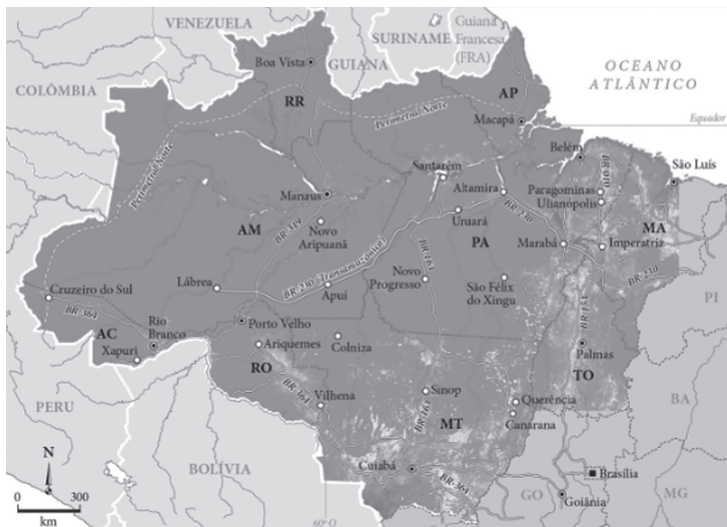 VENEZUELA
SURINAME
Guiana
Francesa
(FRA)
Boa Vista
GUIANA
OCEANO
ATLÂNTICO
COLÔMBIA
RR
AP
Perimetral Norte
Macapá
Equador
Perimetral Norte
Belém
São Luís
Santarém
Manaus
Altamira
Paragominas
BR-010
Ulianópolis
AM
BR-319
Novo
Aripuanã
Uruará
BR-230
PA
MA
Marabá
Imperatriz
BR-230 (Transamazônica)
BR-163
Cruzeiro do Sul
Lábrea
Apuí
Novo
Progresso
São Félix
do Xingu
BR-230
PI
BR-364
AC
Rio
Branco
Porto Velho
BR-153
Xapuri
Ariquemes
Colniza
Palmas
RO
TO
PERU
BR-364
Vilhena
Sinop
BR-163
MT
Querência
Canarana
BA
BOLÍVIA
Cuiabá
BR-364
N
Brasília
GO
MG
Goiânia
0 300
km
60° O